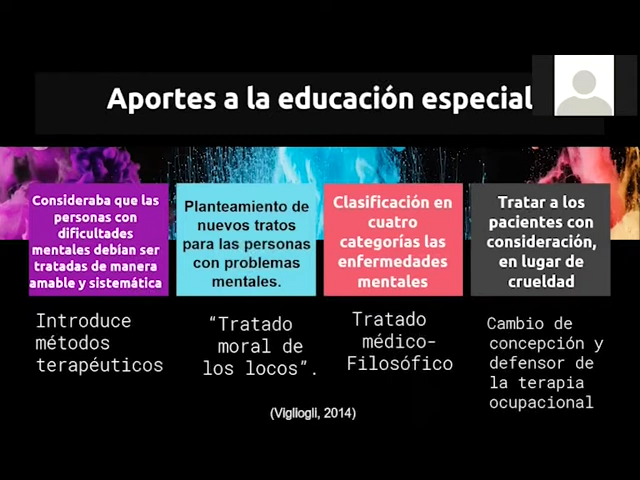 Aportes a la educación especial
Consideraba que las
personas con
dificultades
mentales debían ser
tratadas de manera
amable y sistemática
Planteamiento de
nuevos tratos
para las personas
con problemas
mentales.
Clasificación en
cuatro
categorías las
enfermedades
mentales
Tratar a los
pacientes con
consideración,
en lugar de
crueldad
Introduce
métodos
terapéuticos
“Tratado
moral de
los locos”.
Tratado
médico-
Filosófico
Cambio de
concepción y
defensor de
la terapia
ocupacional
(Vigliogli, 2014)